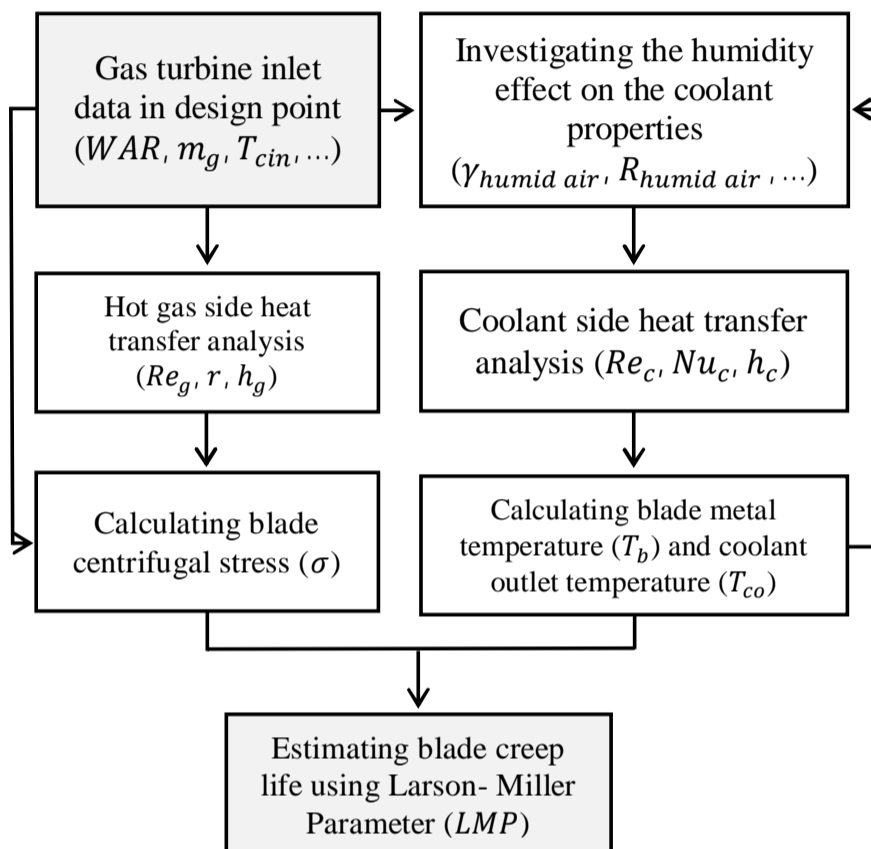 Gas turbine inlet
data in design point
(WAR, m_g, T_cin, ...)
Investigating the humidity
effect on the coolant
properties
(γ_humid air, R_humid air, ...)
Hot gas side heat
transfer analysis
(Re_g, r, h_g)
Coolant side heat transfer
analysis (Re_c, Nu_c, h_c)
Calculating blade
centrifugal stress (σ)
Calculating blade metal
temperature (T_b) and coolant
outlet temperature (T_co)
Estimating blade creep
life using Larson- Miller
Parameter (LMP)